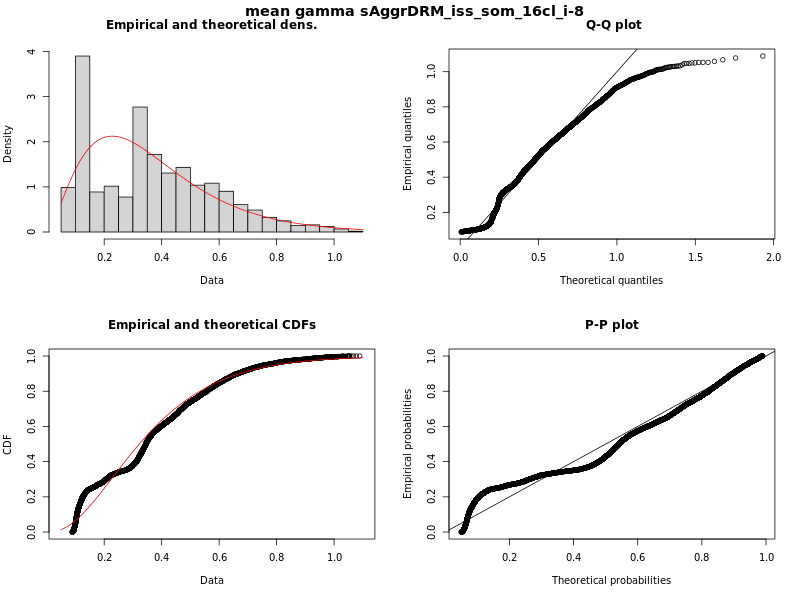 mean gamma sAggrDRM_iss_som_16cl_i-8
Empirical and theoretical dens.
Density
0 1 2 3 4
0.2 0.4 0.6 0.8 1.0
Data
Q-Q plot
Empirical quantiles
0.2 0.4 0.6 0.8 1.0
0.0 0.5 1.0 1.5 2.0
Theoretical quantiles
Empirical and theoretical CDFs
CDF
0.0 0.2 0.4 0.6 0.8 1.0
0.2 0.4 0.6 0.8 1.0
Data
P-P plot
Empirical probabilities
0.0 0.2 0.4 0.6 0.8 1.0
0.2 0.4 0.6 0.8 1.0
Theoretical probabilities